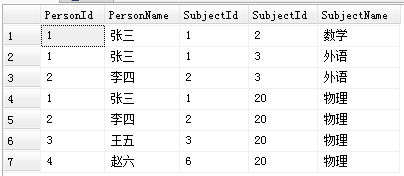 PersonId PersonName SubjectId SubjectId SubjectName
1 1 张三 1 2 数学
2 1 张三 1 3 外语
3 2 李四 2 3 外语
4 1 张三 1 20 物理
5 2 李四 2 20 物理
6 3 王五 3 20 物理
7 4 赵六 6 20 物理